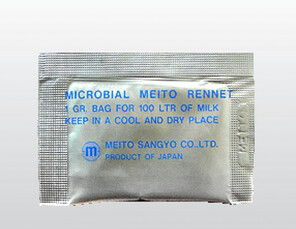 MICROBIAL MEITO RENNET
1 GR. BAG FOR 100 LTR OF MILK
KEEP IN A COOL AND DRY PLACE
m
MEITO SANGYO CO.,LTD.
PRODUCT OF JAPAN
MEITO